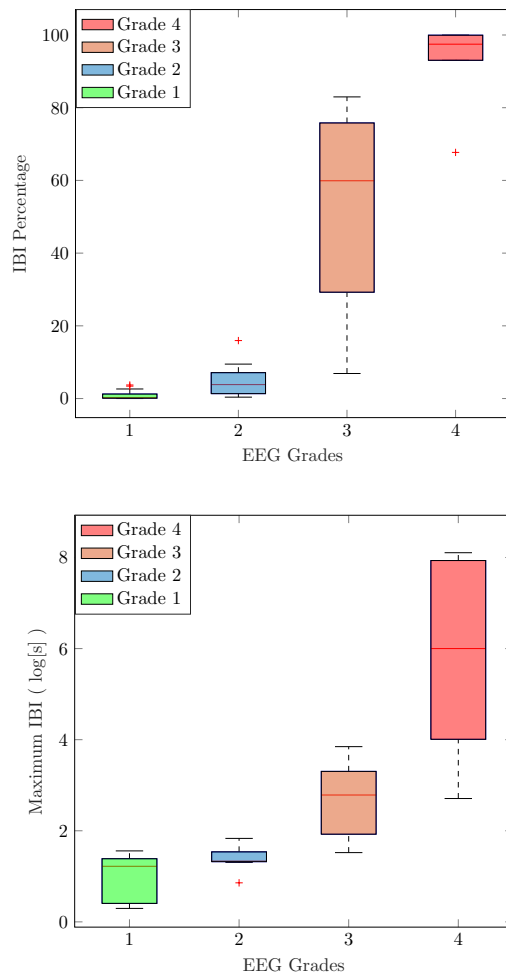 Grade 4
Grade 3
Grade 2
Grade 1
100
80
60
40
20
0
IBI Percentage
1 2 3 4
EEG Grades
Grade 4
Grade 3
Grade 2
Grade 1
8
6
4
2
0
Maximum IBI ( log[s] )
1 2 3 4
EEG Grades